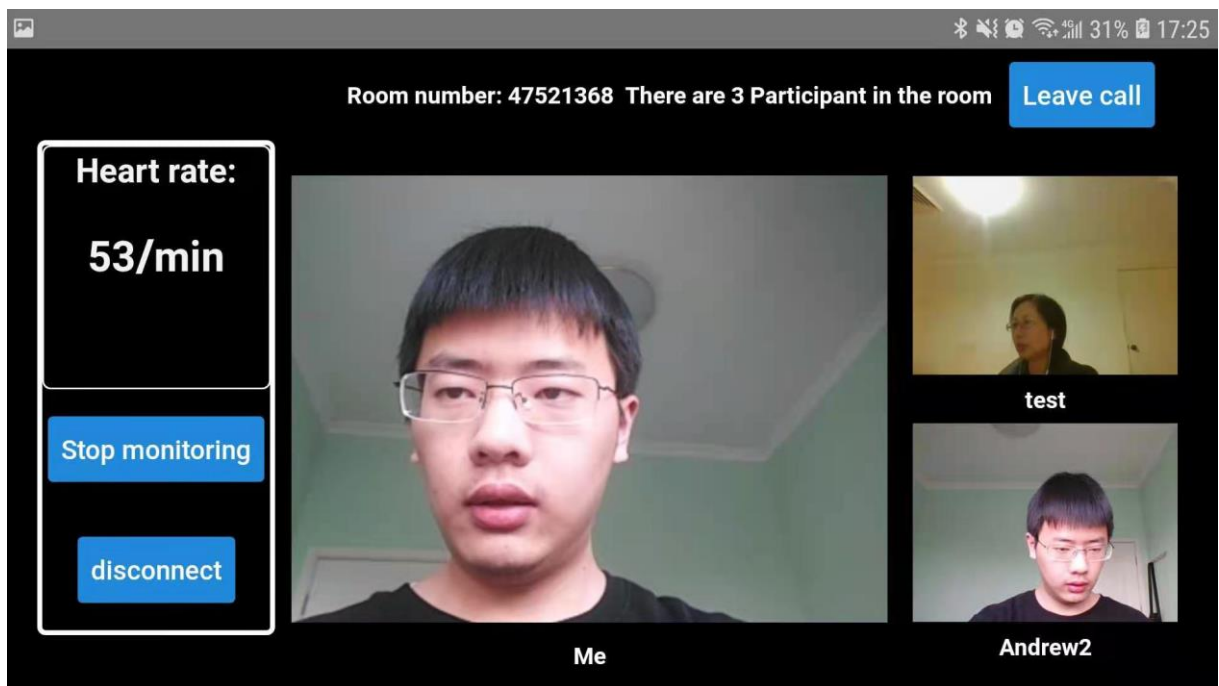 4G 31% 17:25
Room number: 47521368 There are 3 Participant in the room
Leave call
Heart rate:
53/min
Stop monitoring
disconnect
Me
test
Andrew2